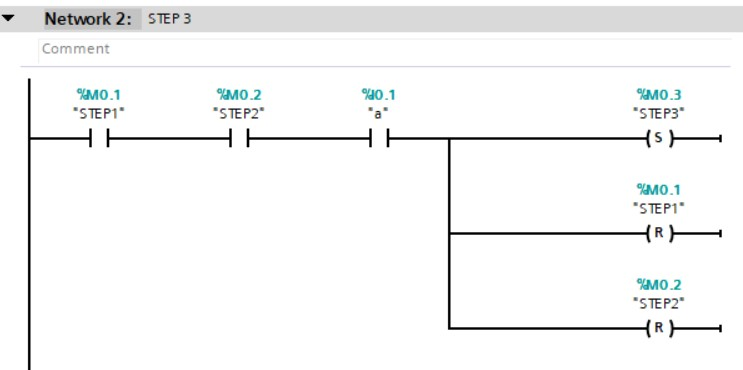 Network 2: STEP 3
Comment
%M0.1 %M0.2 %I0.1 %M0.3
"STEP1" "STEP2" "a" "STEP3"
S
%M0.1
"STEP1"
R
%M0.2
"STEP2"
R